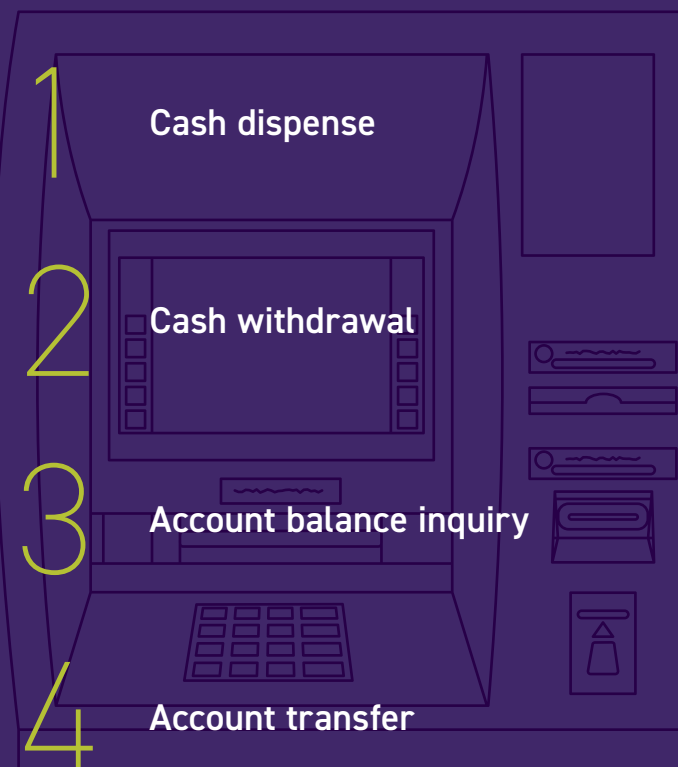 1 Cash dispense
2 Cash withdrawal
3 Account balance inquiry
4 Account transfer